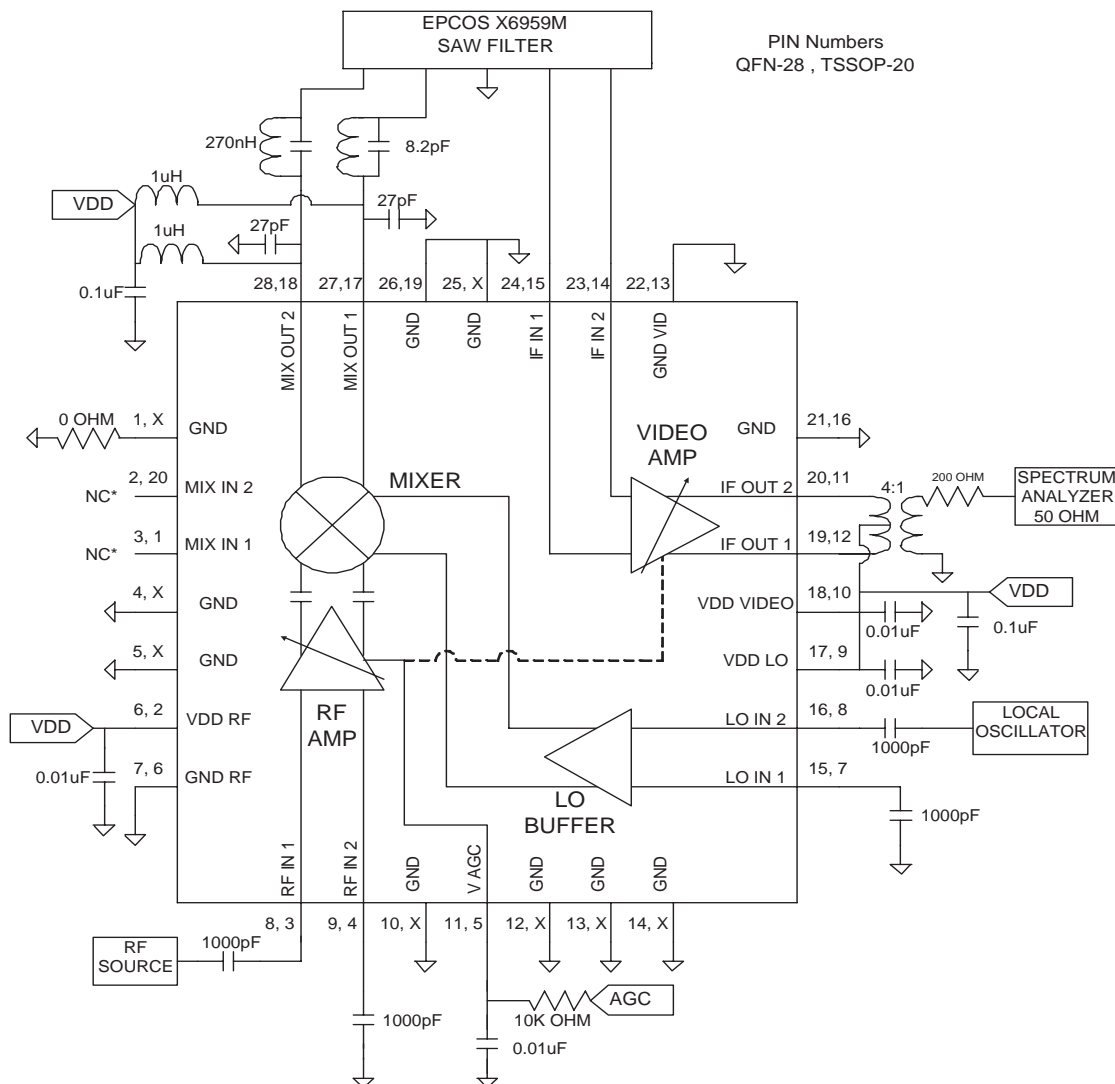 EPCOS X6959M
SAW FILTER
PIN Numbers
QFN-28 , TSSOP-20
270nH
8.2pF
1uH
VDD
27pF
27pF
1uH
0.1uF
28,18
27,17
26,19
25, X
24,15
23,14
22,13
MIX OUT 2
MIX OUT 1
GND
GND
IF IN 1
IF IN 2
GND VID
0 OHM
1, X
GND
2, 20
NC*
MIX IN 2
3, 1
NC*
MIX IN 1
4, X
GND
5, X
GND
VDD
6, 2
VDD RF
0.01uF
7, 6
GND RF
MIXER
VIDEO
AMP
RF
AMP
LO
BUFFER
GND
21,16
20,11
IF OUT 2
4:1
200 OHM
SPECTRUM
ANALYZER
50 OHM
IF OUT 1
19,12
18,10
VDD
VDD VIDEO
0.01uF
0.1uF
VDD LO
17, 9
0.01uF
16, 8
LO IN 2
1000pF
LOCAL
OSCILLATOR
15, 7
LO IN 1
1000pF
RF IN 1
RF IN 2
GND
V AGC
GND
GND
GND
8, 3
9, 4
10, X
11, 5
12, X
13, X
14, X
RF
SOURCE
1000pF
1000pF
AGC
10K OHM
0.01uF